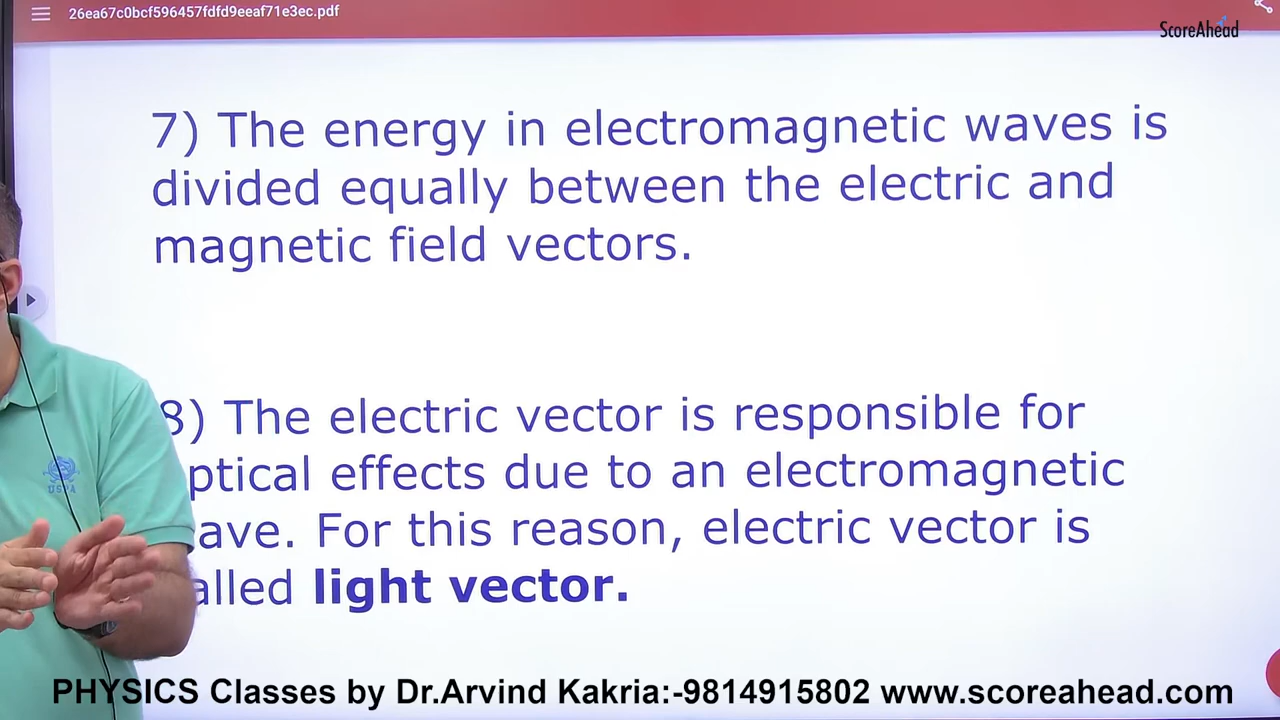 26ea67c0bcf596457fdfd9eeaf71e3ec.pdf
ScoreAhead
7) The energy in electromagnetic waves is
divided equally between the electric and
magnetic field vectors.
8) The electric vector is responsible for
ptical effects due to an electromagnetic
ave. For this reason, electric vector is
alled light vector.
USPA
PHYSICS Classes by Dr.Arvind Kakria:-9814915802 www.scoreahead.com